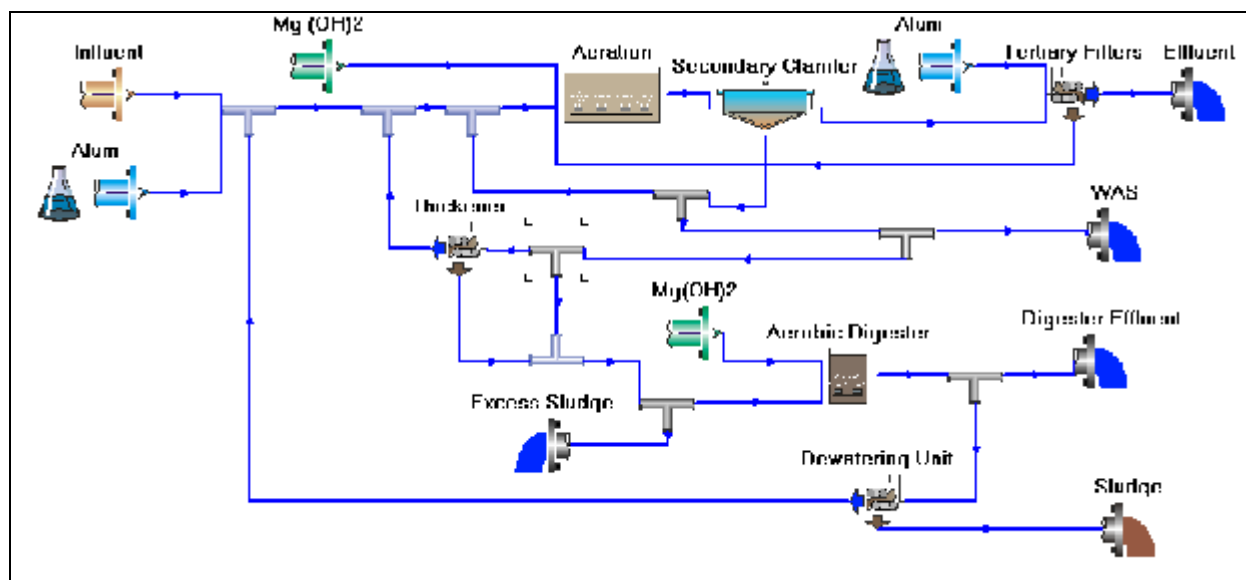 Mg (OH)2
Alum
Influent
Aeration
Tertiary Filters
Effluent
Secondary Clarifier
Alum
Thickener
WAS
Mg(OH)2
Digester Effluent
Aerobic Digester
Excess Sludge
Dewatering Unit
Sludge